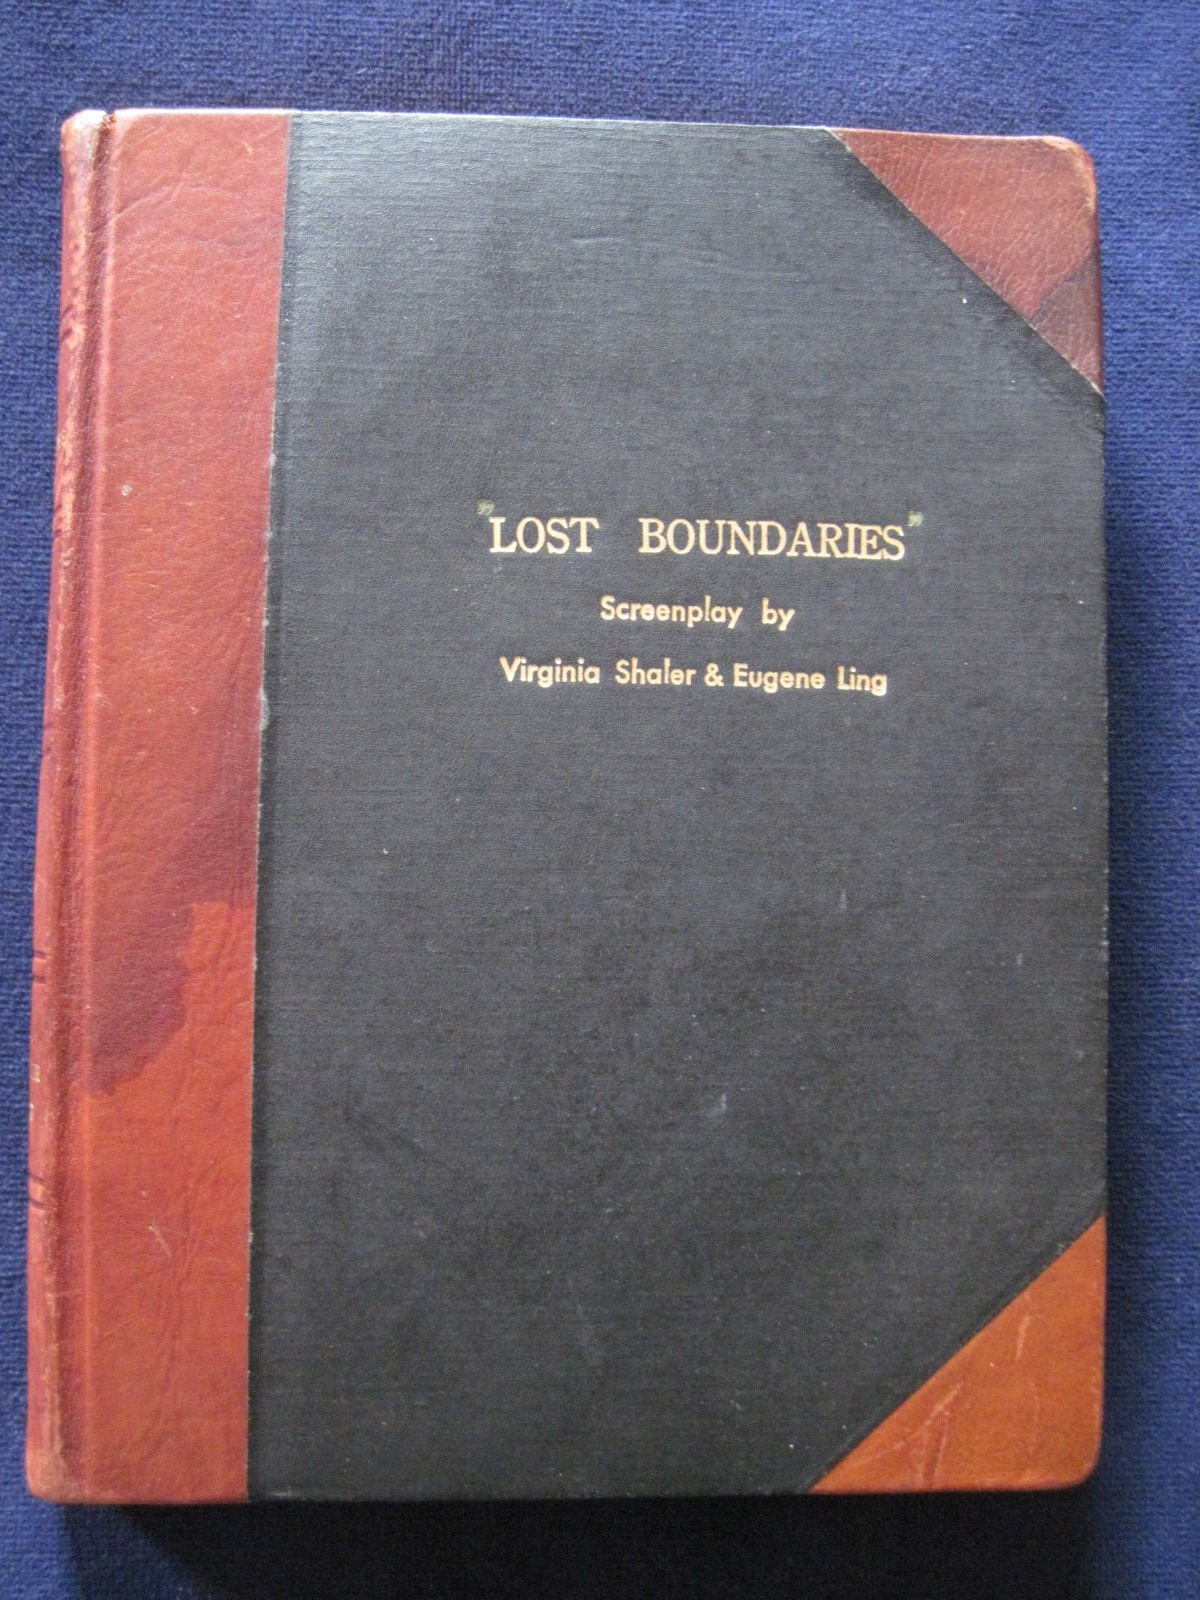 "LOST BOUNDARIES"
Screenplay by
Virginia Shaler & Eugene Ling